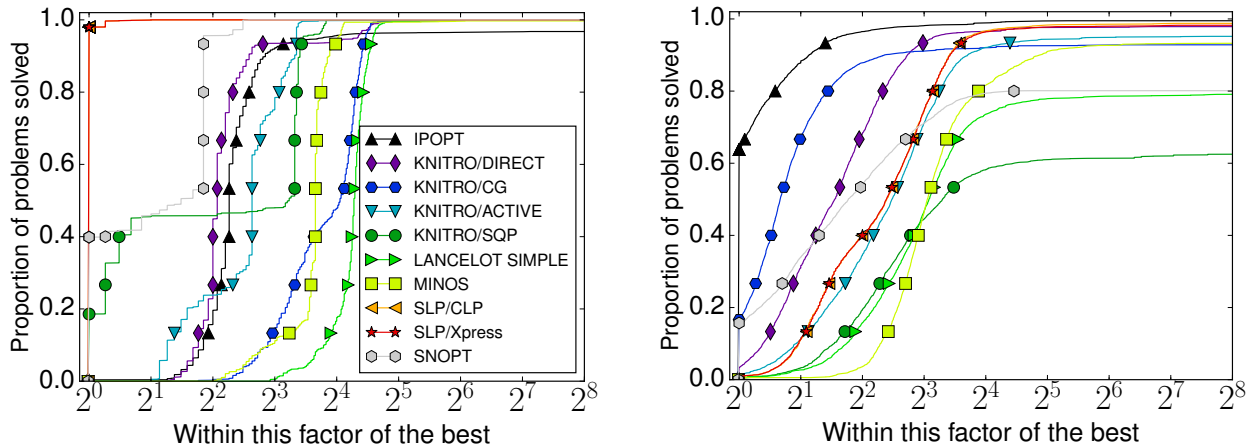 1.0
0.8
0.6
0.4
0.2
0.0
Proportion of problems solved
2^0
2^1
2^2
2^3
2^4
2^5
2^6
2^7
2^8
Within this factor of the best
IPOPT
KNITRO/DIRECT
KNITRO/CG
KNITRO/ACTIVE
KNITRO/SQP
LANCELOT SIMPLE
MINOS
SLP/CLP
SLP/Xpress
SNOPT
1.0
0.8
0.6
0.4
0.2
0.0
Proportion of problems solved
2^0
2^1
2^2
2^3
2^4
2^5
2^6
2^7
2^8
Within this factor of the best